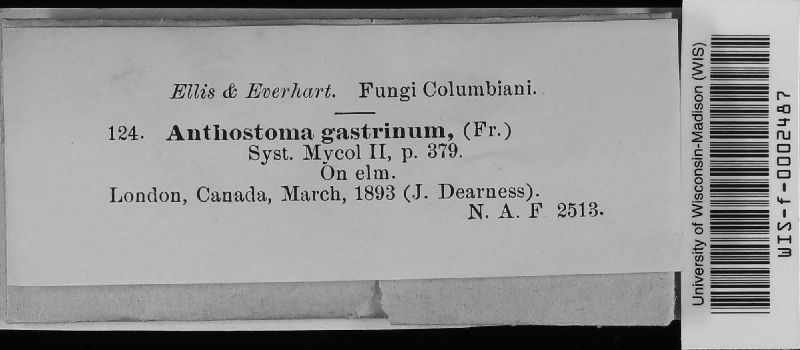 Ellis & Everhart. Fungi Columbiani.
124. Anthostoma gastrinum, (Fr.)
Syst. Mycol II, p. 379.
On elm.
London, Canada, March, 1893 (J. Dearness).
N. A. F 2513.
University of Wisconsin-Madison (WIS)
WIS-f-0002487